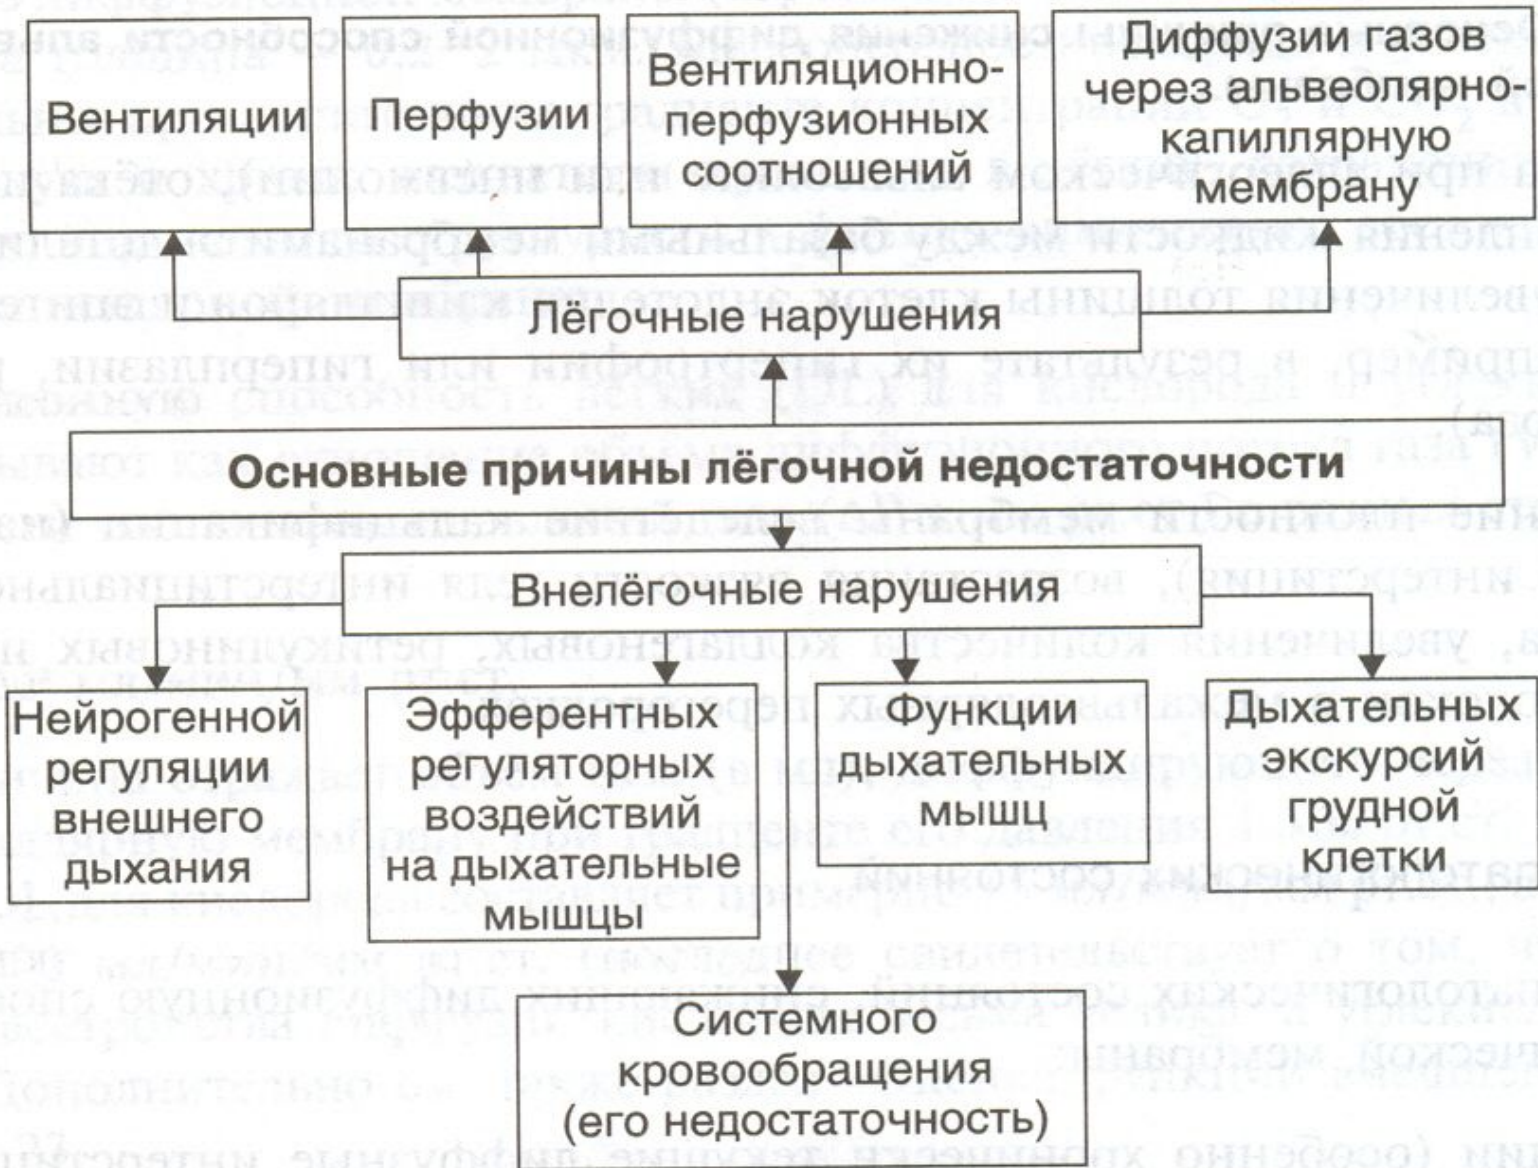 Вентиляции
Перфузии
Вентиляционно-
перфузионных
соотношений
Диффузии газов
через альвеолярно-
капиллярную
мембрану
Лёгочные нарушения
Основные причины лёгочной недостаточности
Внелёгочные нарушения
Нейрогенной
регуляции
внешнего
дыхания
Эфферентных
регуляторных
воздействий
на дыхательные
мышцы
Функции
дыхательных
мышц
Дыхательных
экскурсий
грудной
клетки
Системного
кровообращения
(его недостаточность)